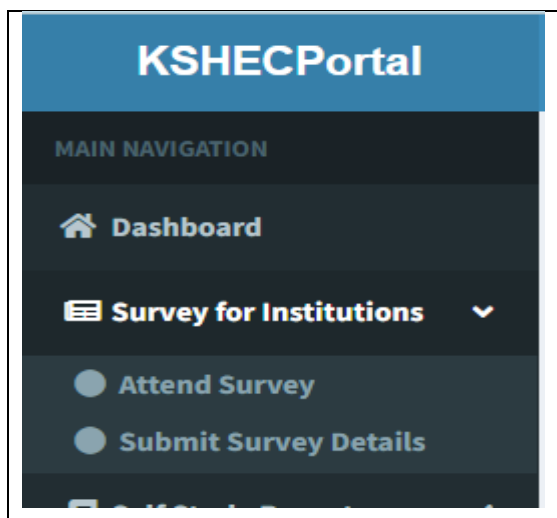 KSHECPortal
MAIN NAVIGATION
Dashboard
Survey for Institutions
Attend Survey
Submit Survey Details